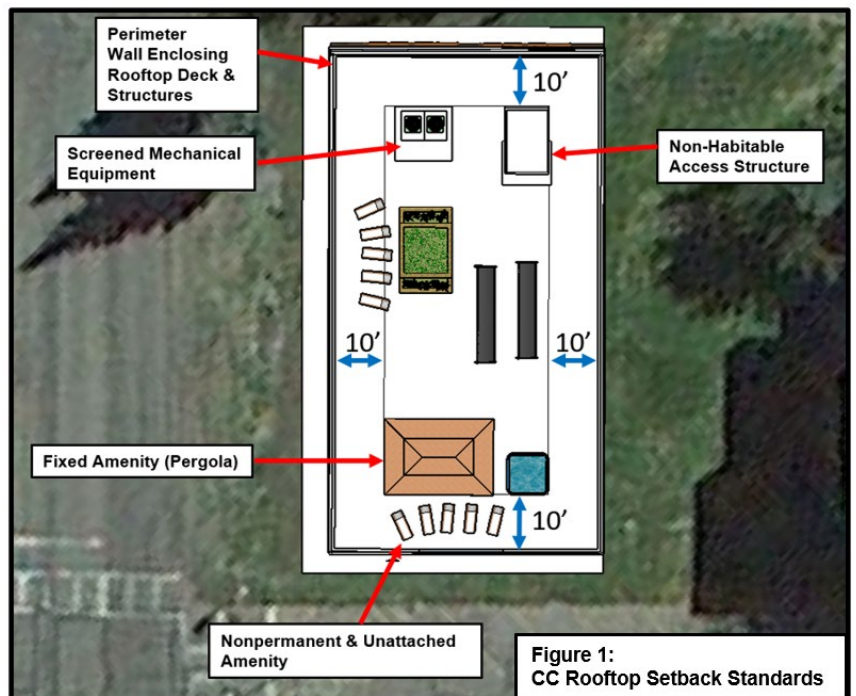 Perimeter
Wall Enclosing
Rooftop Deck &
Structures
10’
Screened Mechanical
Equipment
Non-Habitable
Access Structure
10’
10’
Fixed Amenity (Pergola)
10’
Nonpermanent & Unattached
Amenity
Figure 1:
CC Rooftop Setback Standards